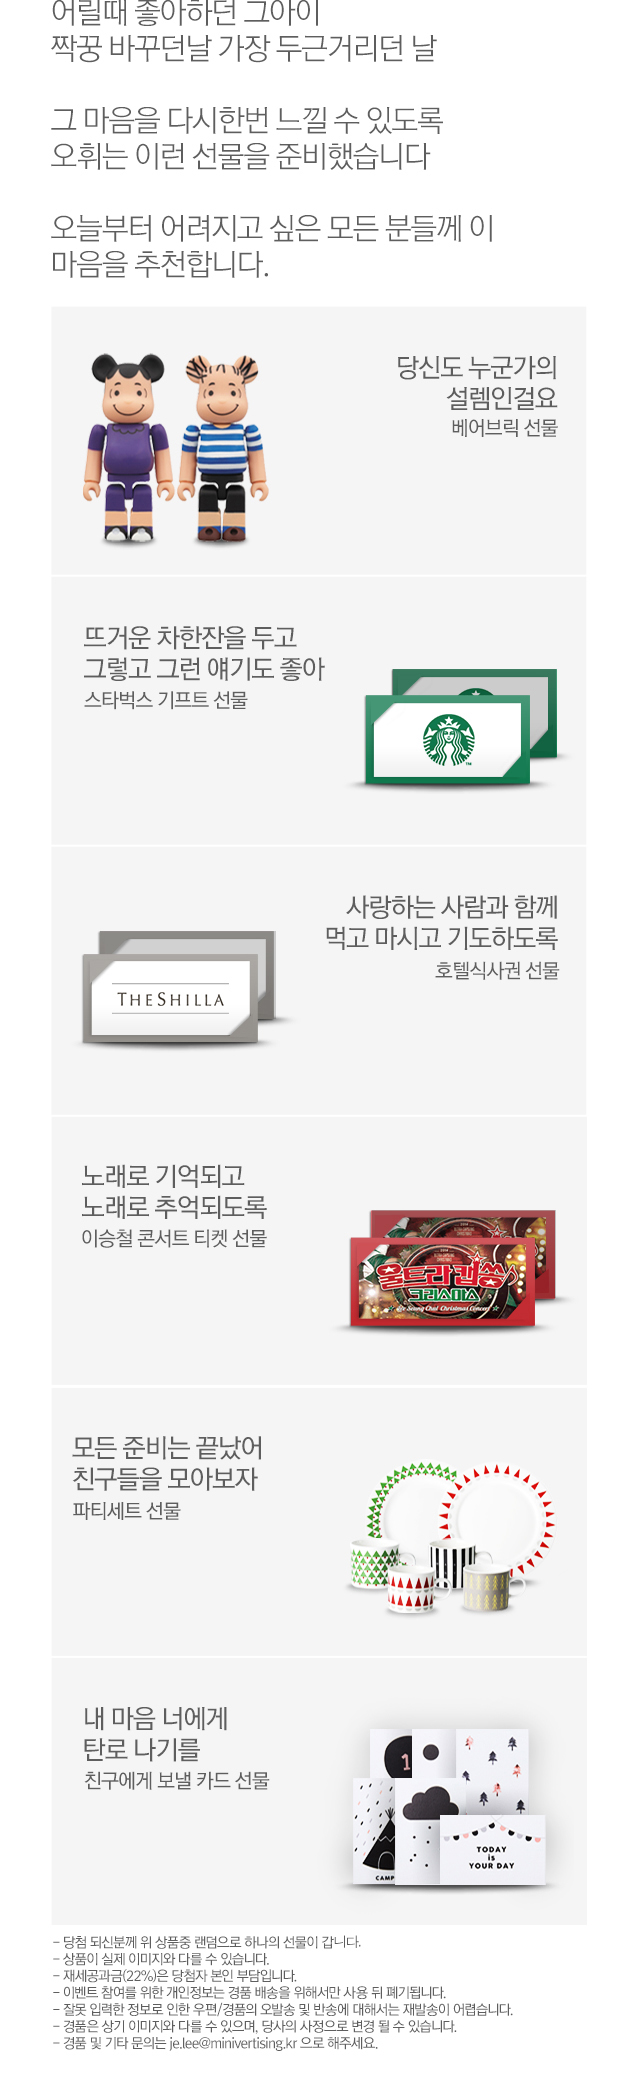 어릴때 좋아하던 그아이
짝꿍 바꾸던날 가장 두근거리던 날
그 마음을 다시한번 느낄 수 있도록
오휘는 이런 선물을 준비했습니다
오늘부터 어려지고 싶은 모든 분들께 이
마음을 추천합니다.
당신도 누군가의
설렘인걸요
베어브릭 선물
뜨거운 차한잔을 두고
그렇고 그런 얘기도 좋아
스타벅스 기프트 선물
TM
사랑하는 사람과 함께
먹고 마시고 기도하도록
호텔식사권 선물
THE SHILLA
노래로 기억되고
노래로 추억되도록
이승철 콘서트 티켓 선물
울트라캡쏭
크리스마스
Lee Seung Chul Christmas Concert
모든 준비는 끝났어
친구들을 모아보자
파티세트 선물
내 마음 너에게
탄로 나기를
친구에게 보낼 카드 선물
1
CAMP
TODAY
is
YOUR DAY
- 당첨 되신분께 위 상품중 랜덤으로 하나의 선물이 갑니다.
- 상품이 실제 이미지와 다를 수 있습니다.
- 재세공과금(22%)은 당첨자 본인 부담입니다.
- 이벤트 참여를 위한 개인정보는 경품 배송을 위해서만 사용 뒤 폐기됩니다.
- 잘못 입력한 정보로 인한 우편/경품의 오발송 및 반송에 대해서는 재발송이 어렵습니다.
- 경품은 상기 이미지와 다를 수 있으며, 당사의 사정으로 변경 될 수 있습니다.
- 경품 및 기타 문의는 je.lee@minivertising.kr 으로 해주세요.